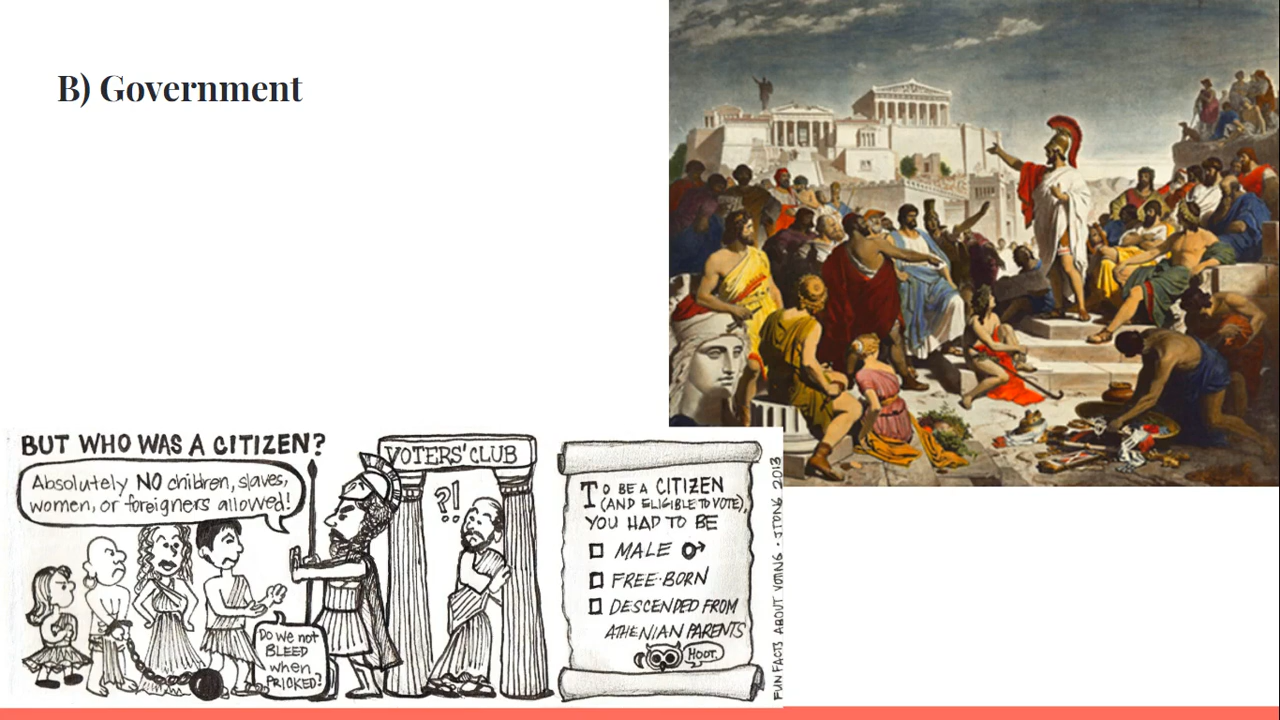 B) Government
BUT WHO WAS A CITIZEN?
Absolutely NO children, slaves,
women, or foreigners allowed!
VOTERS' CLUB
?!
Do we not
BLEED
when
PRICKED?
TO BE A CITIZEN
(AND ELIGIBLE TO VOTE),
YOU HAD TO BE
MALE
FREE-BORN
DESCENDED FROM
ATHENIAN PARENTS
HOOT.
FUN FACTS ABOUT VOTING • JTONG 2013